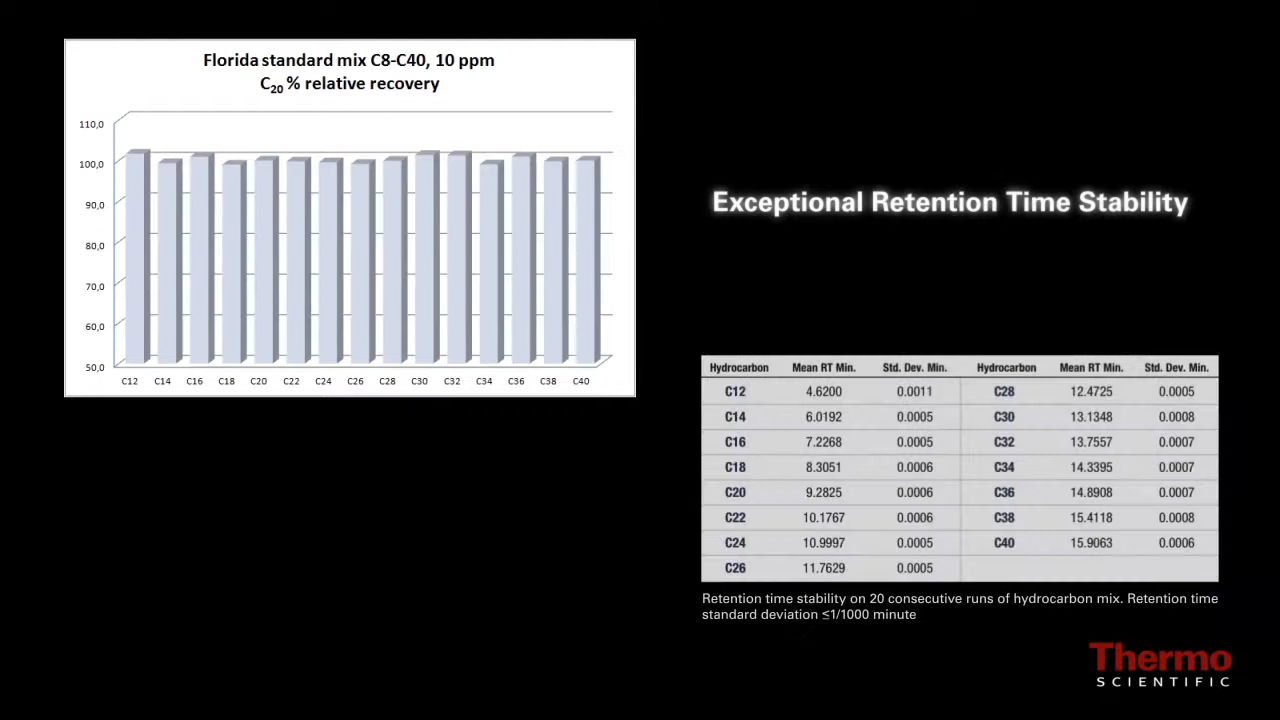 Florida standard mix C8-C40, 10 ppm
C20 % relative recovery
110,0
100,0
90,0
80,0
70,0
60,0
50,0
C12 C14 C16 C18 C20 C22 C24 C26 C28 C30 C32 C34 C36 C38 C40
Exceptional Retention Time Stability
Hydrocarbon Mean RT Min. Std. Dev. Min. Hydrocarbon Mean RT Min. Std. Dev. Min.
C12 4.6200 0.0011 C28 12.4725 0.0005
C14 6.0192 0.0005 C30 13.1348 0.0008
C16 7.2268 0.0005 C32 13.7557 0.0007
C18 8.3051 0.0006 C34 14.3395 0.0007
C20 9.2825 0.0006 C36 14.8908 0.0007
C22 10.1767 0.0006 C38 15.4118 0.0008
C24 10.9997 0.0005 C40 15.9063 0.0006
C26 11.7629 0.0005
Retention time stability on 20 consecutive runs of hydrocarbon mix. Retention time
standard deviation ≤1/1000 minute
Thermo
SCIENTIFIC